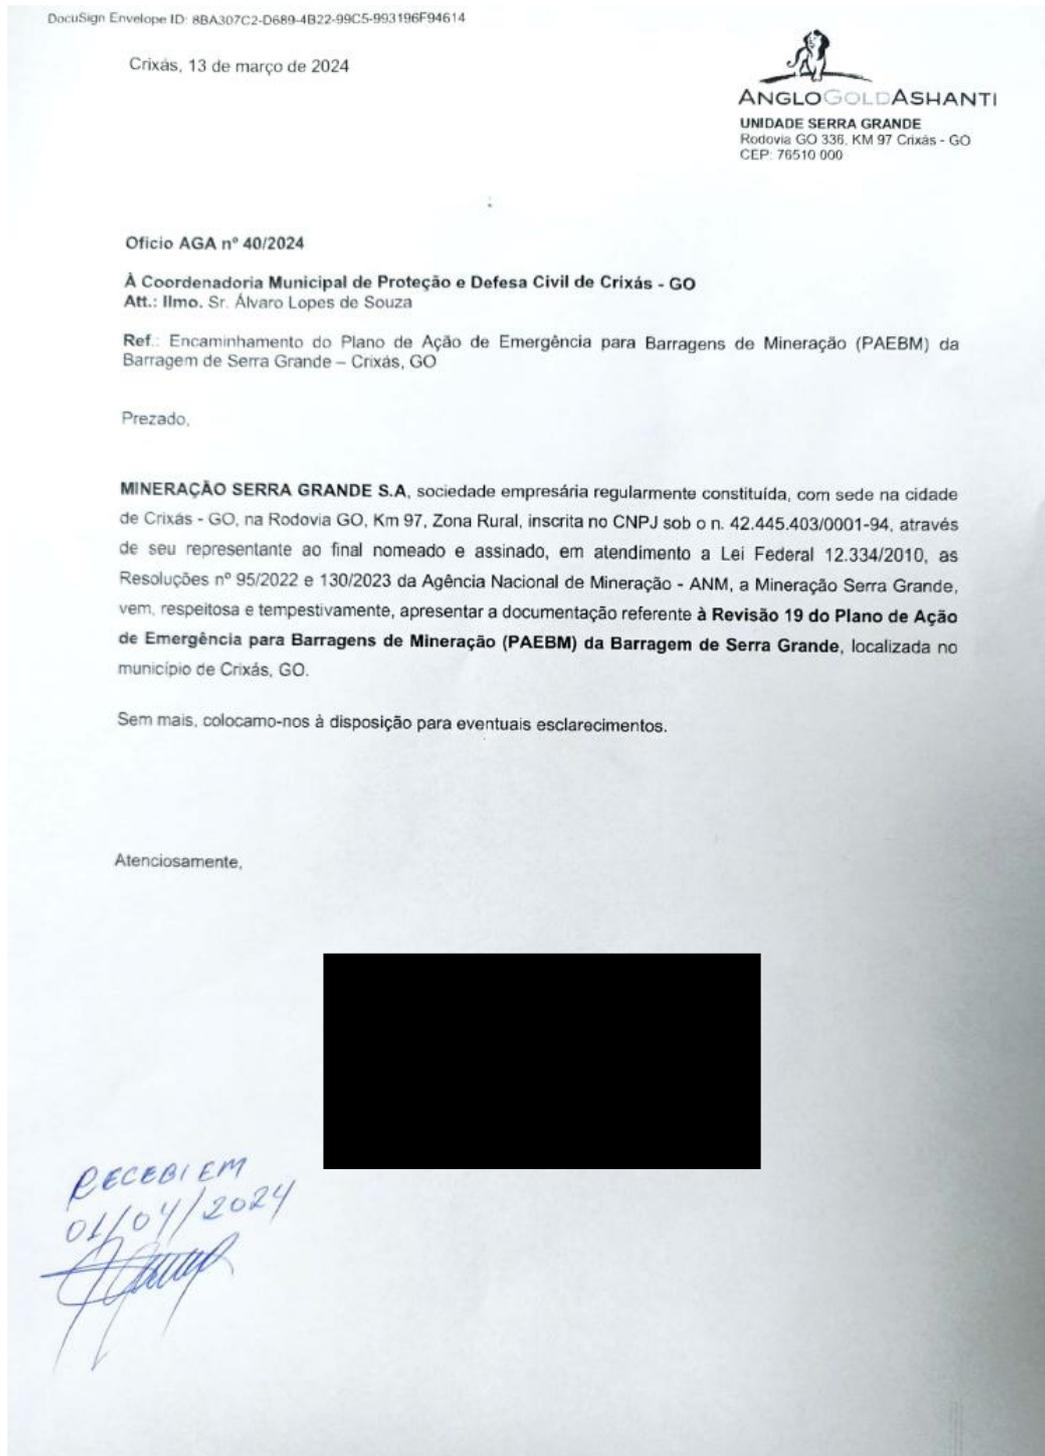 DocuSign Envelope ID: 8BA307C2-D689-4B22-99C5-993196F94614
Crixás, 13 de março de 2024
ANGLOGOLDASHANTI
UNIDADE SERRA GRANDE
Rodovia GO 336, KM 97 Crixás - GO
CEP: 76510 000
Oficio AGA nº 40/2024
À Coordenadoria Municipal de Proteção e Defesa Civil de Crixás - GO
Att.: Ilmo. Sr. Álvaro Lopes de Souza
Ref.: Encaminhamento do Plano de Ação de Emergência para Barragens de Mineração (PAEBM) da
Barragem de Serra Grande – Crixás, GO
Prezado,
MINERAÇÃO SERRA GRANDE S.A, sociedade empresária regularmente constituída, com sede na cidade
de Crixás - GO, na Rodovia GO, Km 97, Zona Rural, inscrita no CNPJ sob o n. 42.445.403/0001-94, através
de seu representante ao final nomeado e assinado, em atendimento a Lei Federal 12.334/2010, as
Resoluções nº 95/2022 e 130/2023 da Agência Nacional de Mineração - ANM, a Mineração Serra Grande,
vem, respeitosa e tempestivamente, apresentar a documentação referente à Revisão 19 do Plano de Ação
de Emergência para Barragens de Mineração (PAEBM) da Barragem de Serra Grande, localizada no
município de Crixás, GO.
Sem mais, colocamo-nos à disposição para eventuais esclarecimentos.
Atenciosamente,
RECEBI EM
01/04/2024